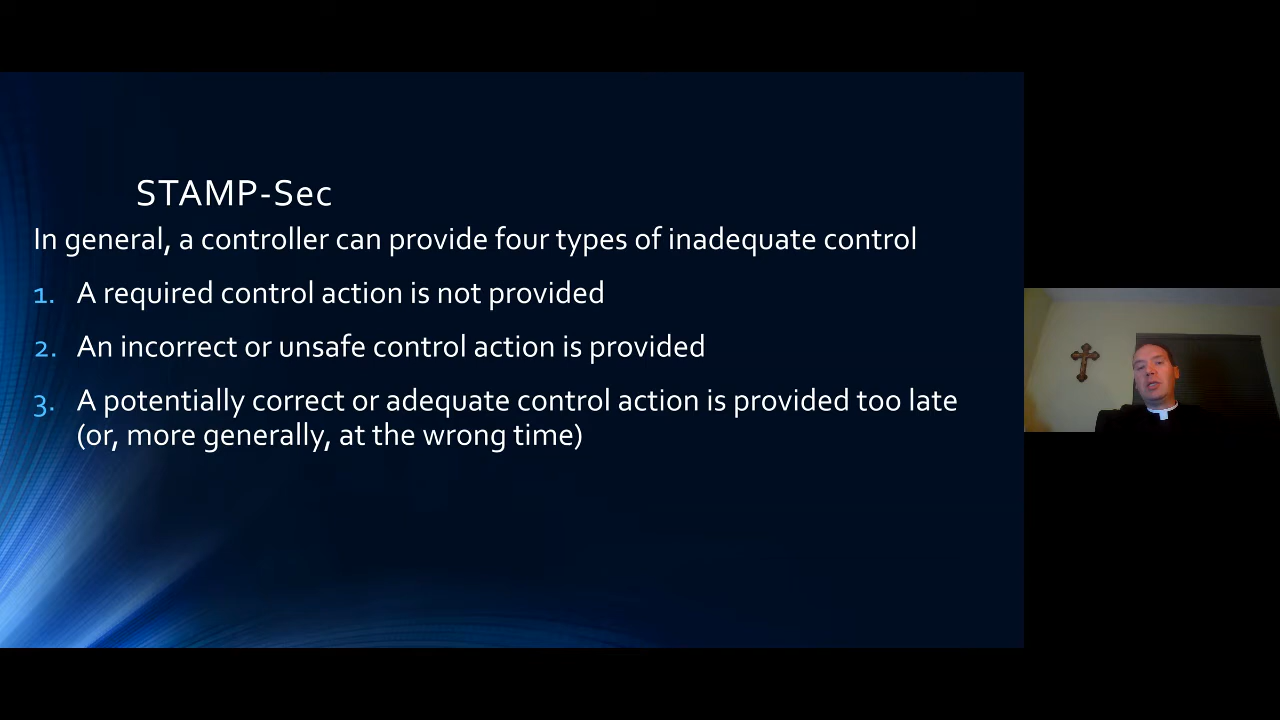 STAMP-Sec
In general, a controller can provide four types of inadequate control
1. A required control action is not provided
2. An incorrect or unsafe control action is provided
3. A potentially correct or adequate control action is provided too late
(or, more generally, at the wrong time)